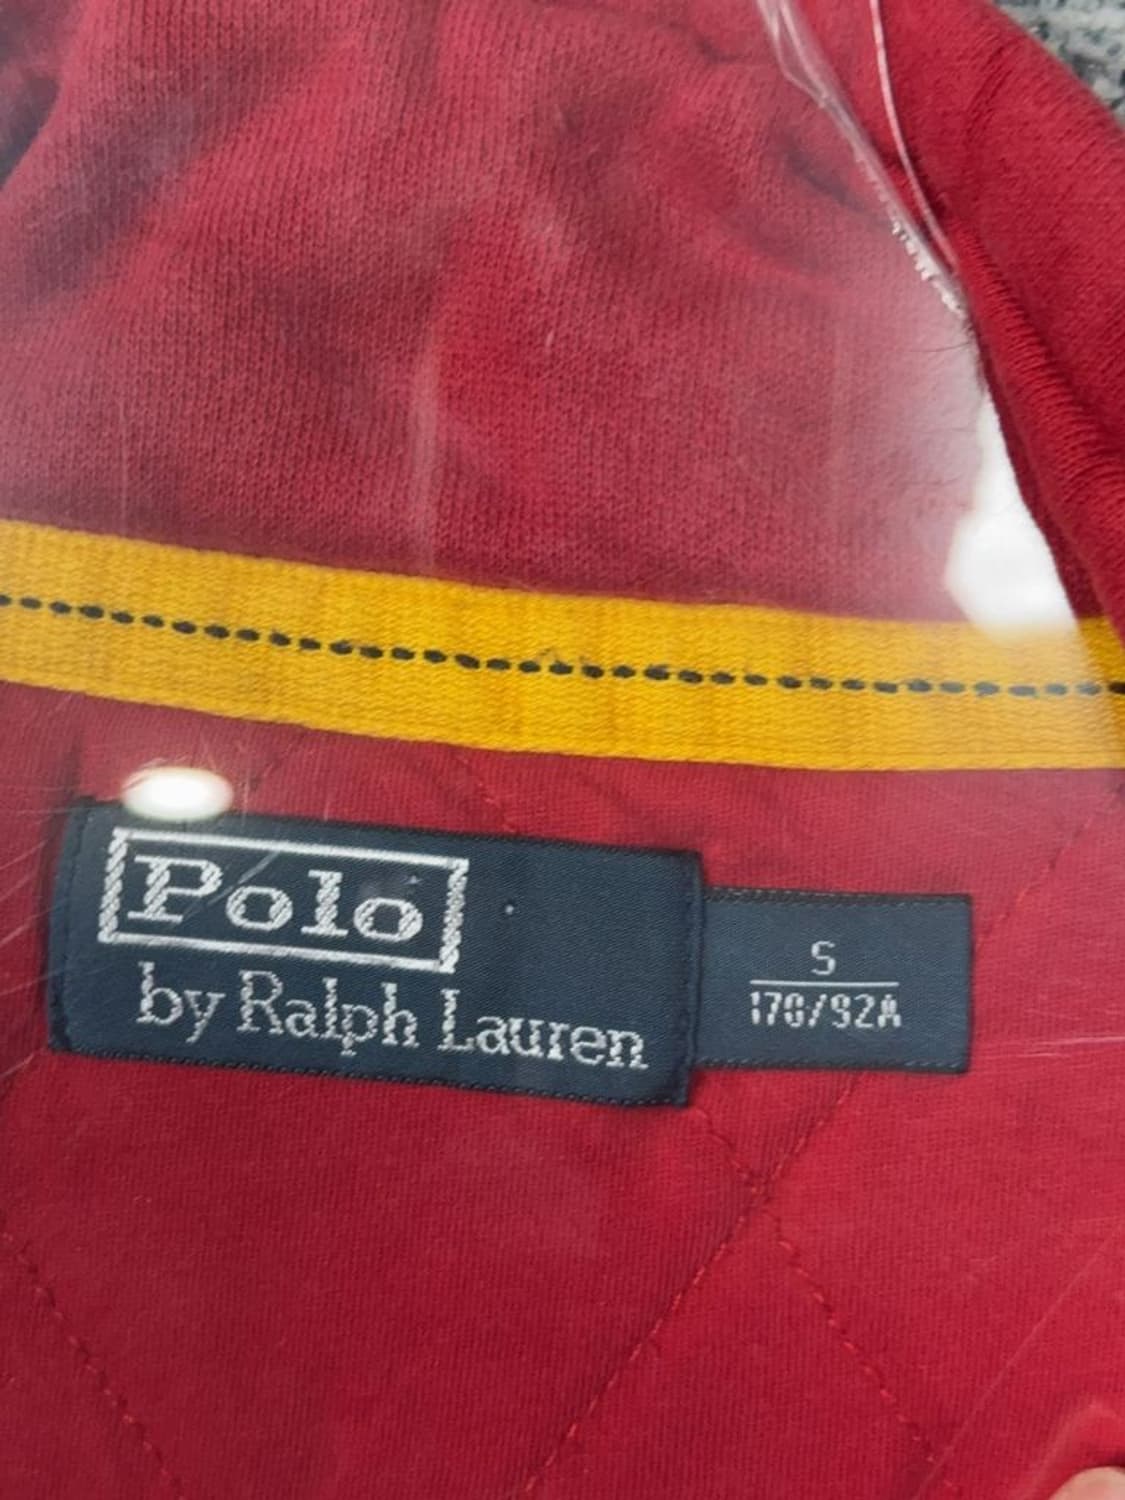 Polo
by Ralph Lauren
S
170/92A